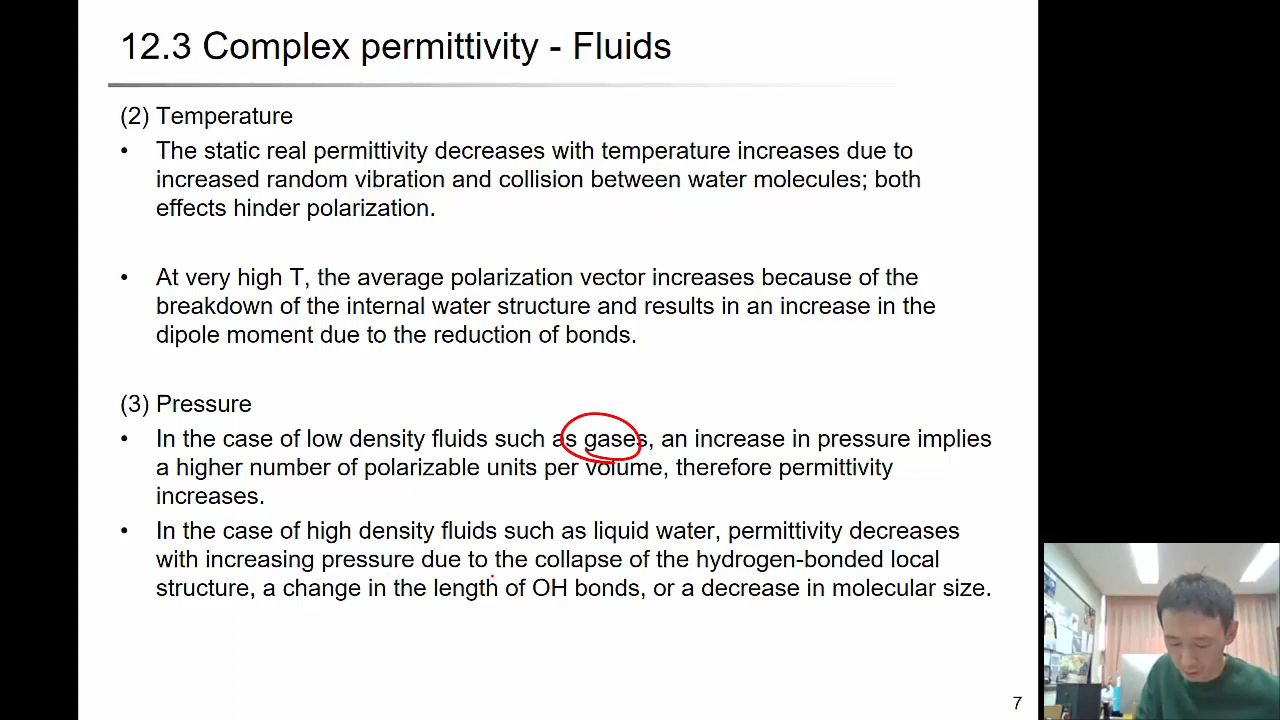 12.3 Complex permittivity - Fluids
(2) Temperature
• The static real permittivity decreases with temperature increases due to
increased random vibration and collision between water molecules; both
effects hinder polarization.
• At very high T, the average polarization vector increases because of the
breakdown of the internal water structure and results in an increase in the
dipole moment due to the reduction of bonds.
(3) Pressure
• In the case of low density fluids such as gases, an increase in pressure implies
a higher number of polarizable units per volume, therefore permittivity
increases.
• In the case of high density fluids such as liquid water, permittivity decreases
with increasing pressure due to the collapse of the hydrogen-bonded local
structure, a change in the length of OH bonds, or a decrease in molecular size.
7